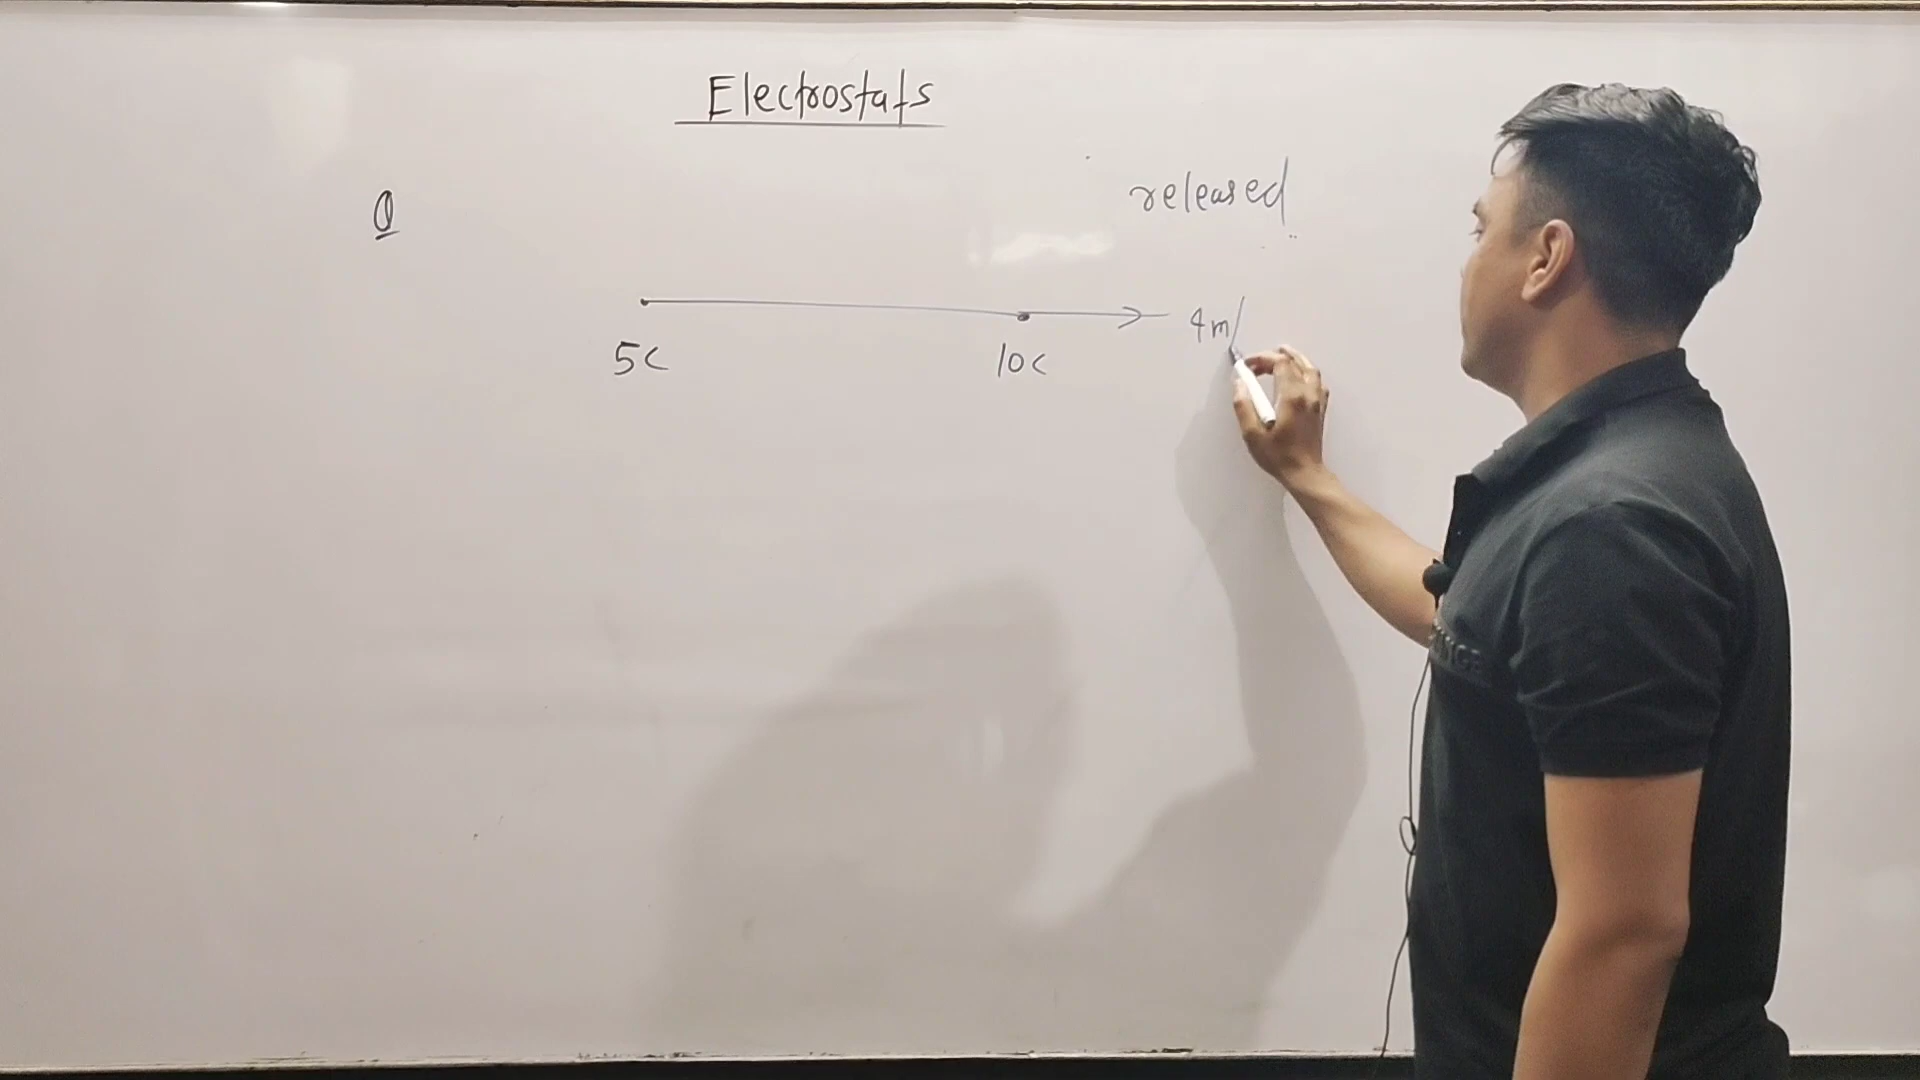 Electrostats
Q
released
4m/
5C
10C